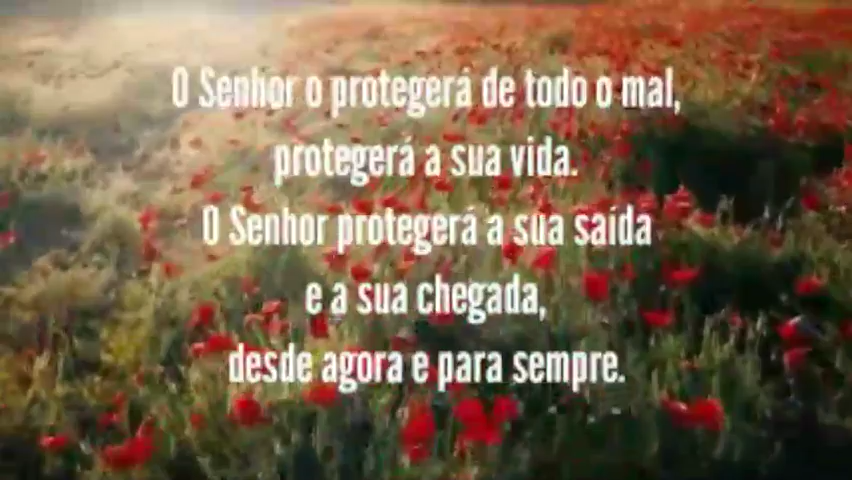 O Senhor o protegerá de todo o mal,
protegerá a sua vida.
O Senhor protegerá a sua saída
e a sua chegada,
desde agora e para sempre.